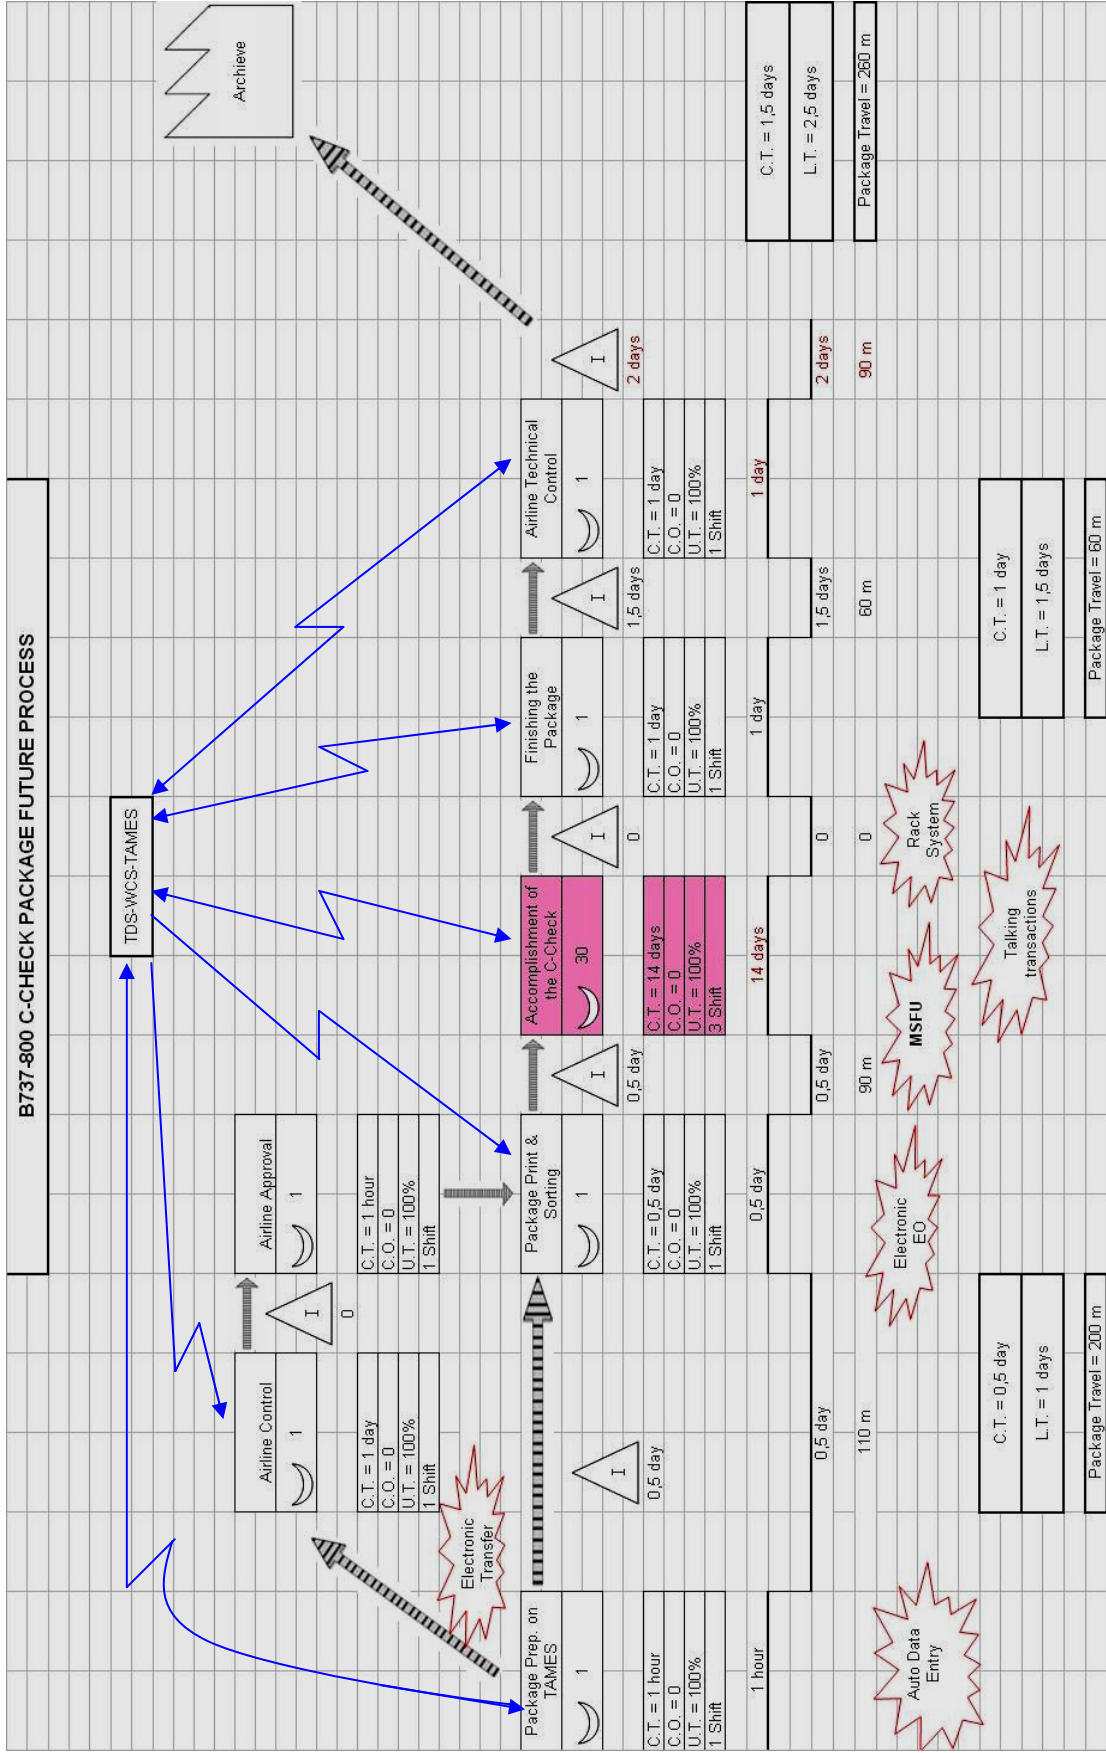 B737-800 C-CHECK PACKAGE FUTURE PROCESS
TDS-WCS-TAMES
Archieve
Airline Control
1
C.T. = 1 day
C.O. = 0
U.T. = 100%
1 Shift
I
0
Airline Approval
1
C.T. = 1 hour
C.O. = 0
U.T. = 100%
1 Shift
Electronic
Transfer
Package Prep. on
TAMES
1
C.T. = 1 hour
C.O. = 0
U.T. = 100%
1 Shift
I
0,5 day
Package Print &
Sorting
1
C.T. = 0,5 day
C.O. = 0
U.T. = 100%
1 Shift
I
0,5 day
Accomplishment of
the C-Check
30
C.T. = 14 days
C.O. = 0
U.T. = 100%
3 Shift
I
0
Finishing the
Package
1
C.T. = 1 day
C.O. = 0
U.T. = 100%
1 Shift
I
1,5 days
Airline Technical
Control
1
C.T. = 1 day
C.O. = 0
U.T. = 100%
1 Shift
I
2 days
1 hour
0,5 day
14 days
1 day
1 day
0,5 day
0,5 day
0
1,5 days
2 days
110 m
90 m
0
60 m
90 m
Auto Data
Entry
Electronic
EO
MSFU
Rack
System
Talking
transactions
C.T. = 0,5 day
L.T. = 1 days
Package Travel = 200 m
C.T. = 1 day
L.T. = 1,5 days
Package Travel = 60 m
C.T. = 1,5 days
L.T. = 2,5 days
Package Travel = 260 m